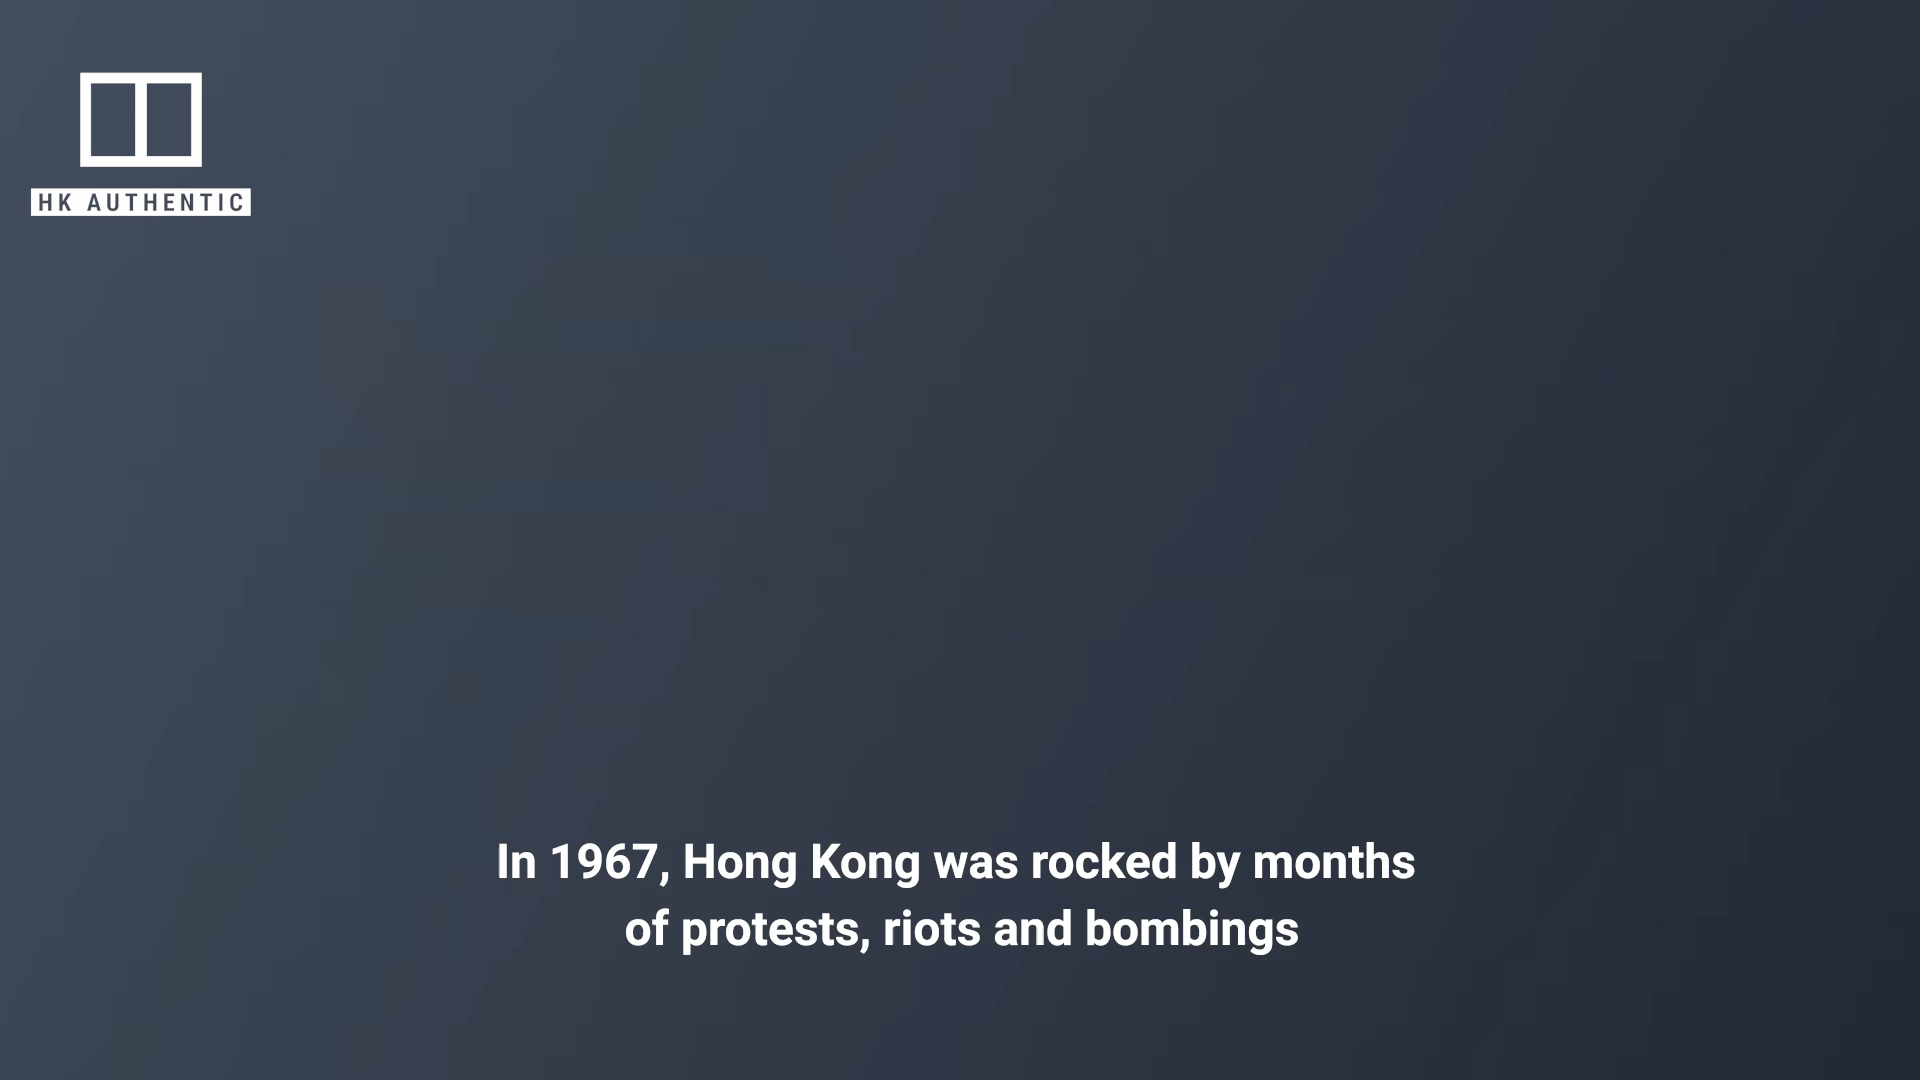 HK AUTHENTIC
In 1967, Hong Kong was rocked by months
of protests, riots and bombings